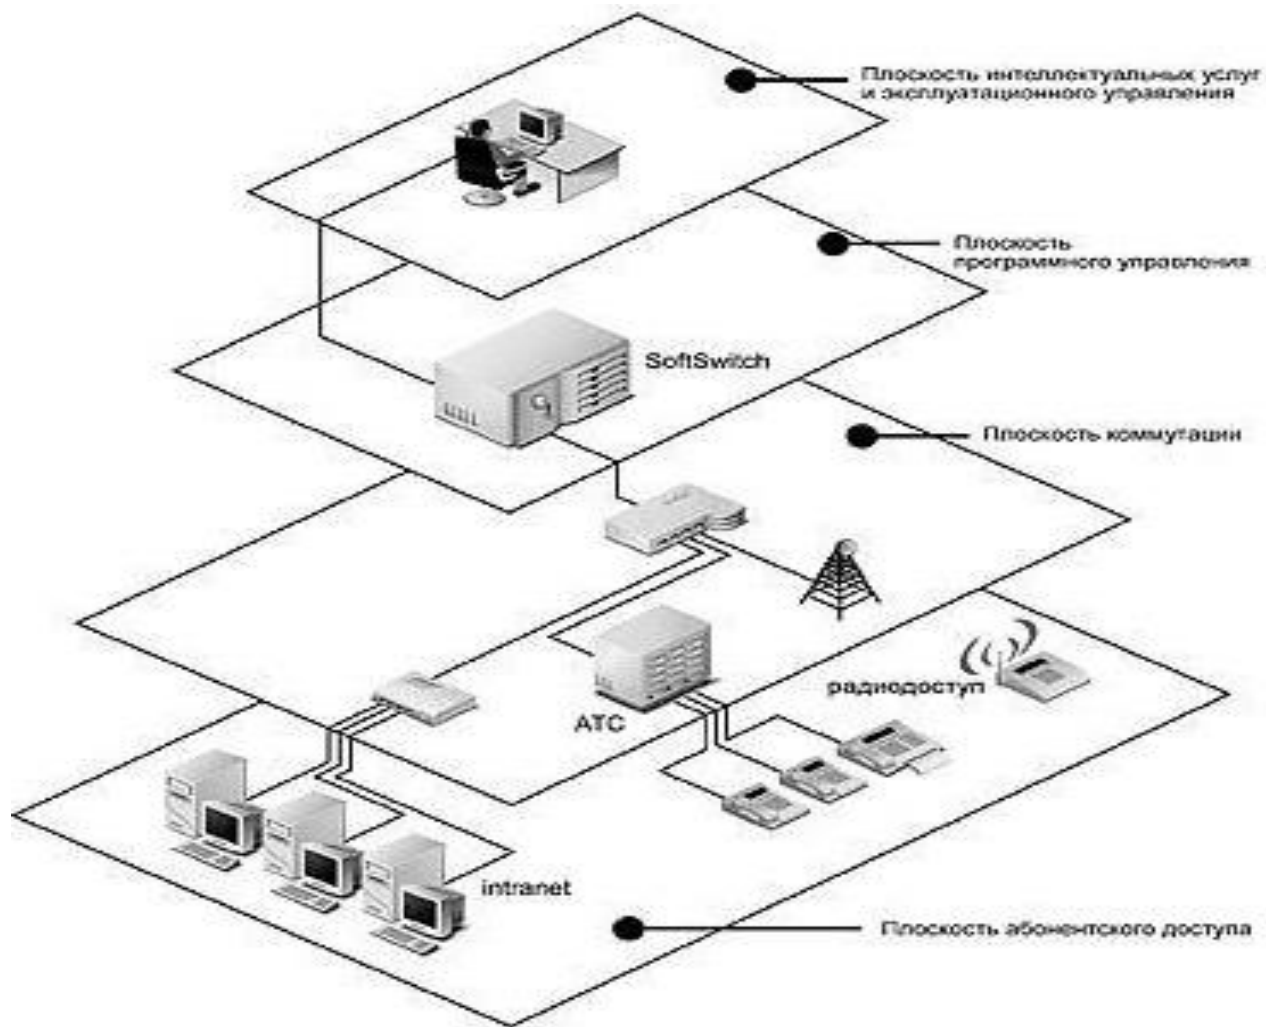 Плоскость интеллектуальных услуг
и эксплуатационного управления
Плоскость
программного управления
SoftSwitch
Плоскость коммутации
радиодоступ
АТС
intranet
Плоскость абонентского доступа